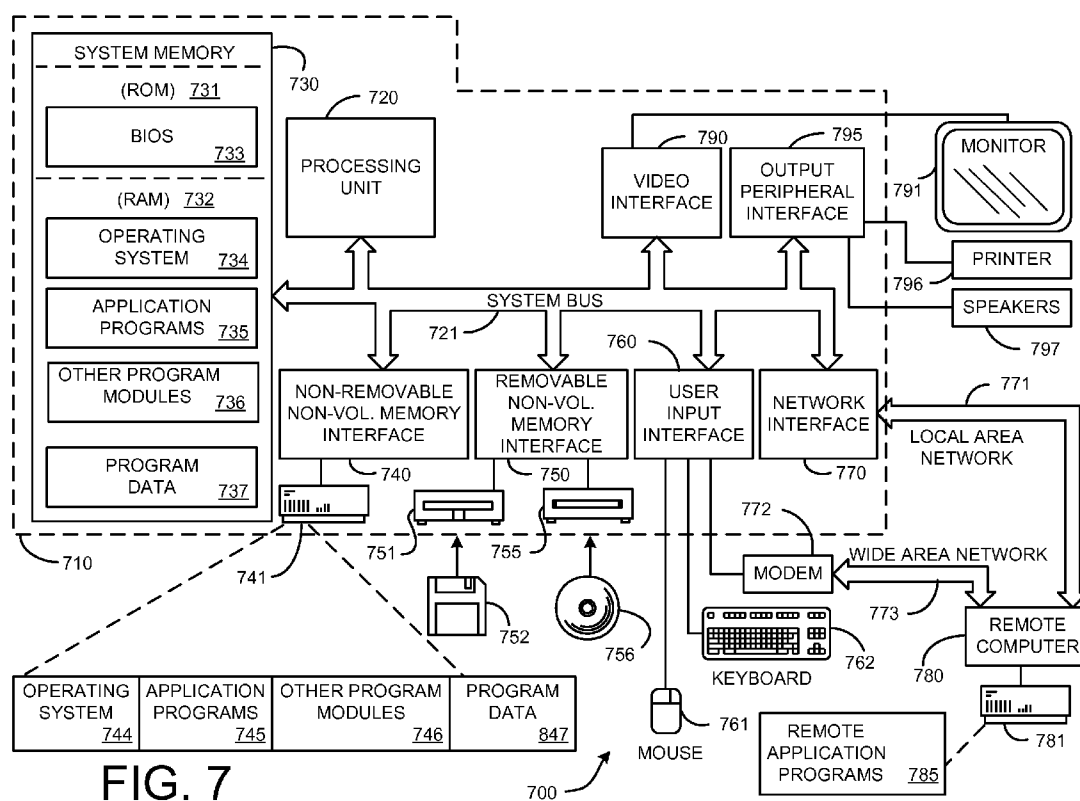 SYSTEM MEMORY
730
(ROM) 731
BIOS
733
(RAM) 732
OPERATING
SYSTEM
734
APPLICATION
PROGRAMS
735
OTHER PROGRAM
MODULES
736
PROGRAM
DATA
737
720
PROCESSING
UNIT
790
VIDEO
INTERFACE
795
OUTPUT
PERIPHERAL
INTERFACE
MONITOR
791
PRINTER
796
SPEAKERS
797
SYSTEM BUS
721
NON-REMOVABLE
NON-VOL. MEMORY
INTERFACE
740
REMOVABLE
NON-VOL.
MEMORY
INTERFACE
750
760
USER
INPUT
INTERFACE
NETWORK
INTERFACE
770
771
LOCAL AREA
NETWORK
710
741
751
755
752
756
772
MODEM
WIDE AREA NETWORK
773
KEYBOARD
762
MOUSE
761
REMOTE
COMPUTER
780
781
REMOTE
APPLICATION
PROGRAMS
785
OPERATING
SYSTEM
744
APPLICATION
PROGRAMS
745
OTHER PROGRAM
MODULES
746
PROGRAM
DATA
847
FIG. 7
700